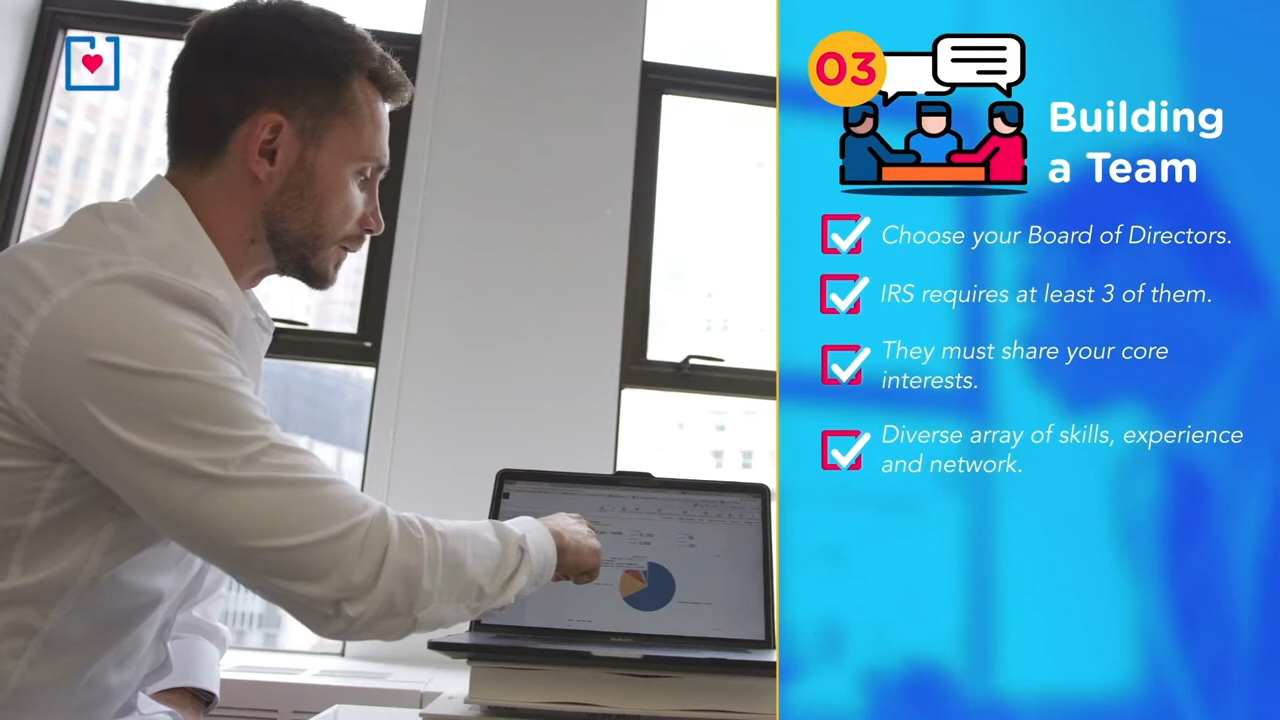 03
Building
a Team
Choose your Board of Directors.
IRS requires at least 3 of them.
They must share your core
interests.
Diverse array of skills, experience
and network.